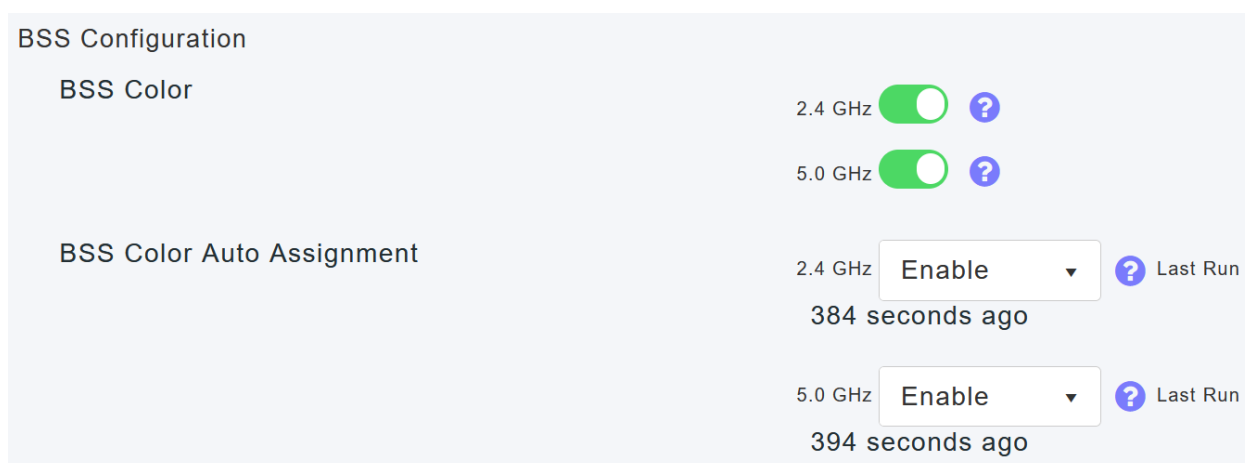 BSS Configuration
BSS Color
2.4 GHz ?
5.0 GHz ?
BSS Color Auto Assignment
2.4 GHz Enable ▼ ? Last Run
384 seconds ago
5.0 GHz Enable ▼ ? Last Run
394 seconds ago